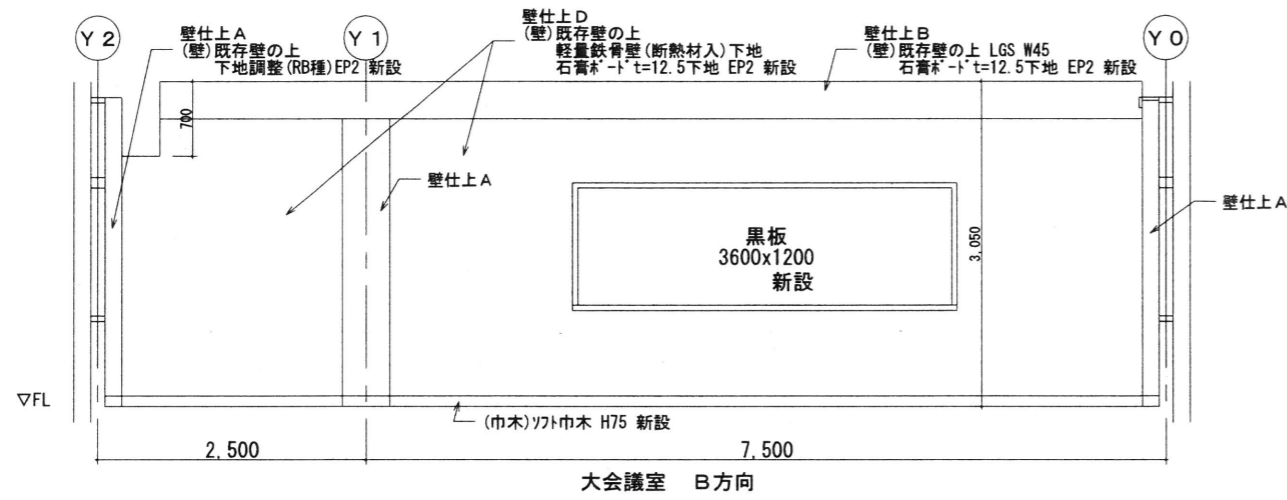 Y 2
壁仕上A
(壁)既存壁の上
下地調整(RB種)EP2 新設
Y 1
壁仕上D
(壁)既存壁の上
軽量鉄骨壁(断熱材入)下地
石膏ﾎﾞｰﾄﾞt=12.5下地 EP2 新設
壁仕上B
(壁)既存壁の上 LGS W45
石膏ﾎﾞｰﾄﾞt=12.5下地 EP2 新設
Y 0
700
壁仕上A
壁仕上A
黒板
3600x1200
新設
3,050
▽FL
(巾木)ｿﾌﾄ巾木 H75 新設
2,500
7,500
大会議室 B方向